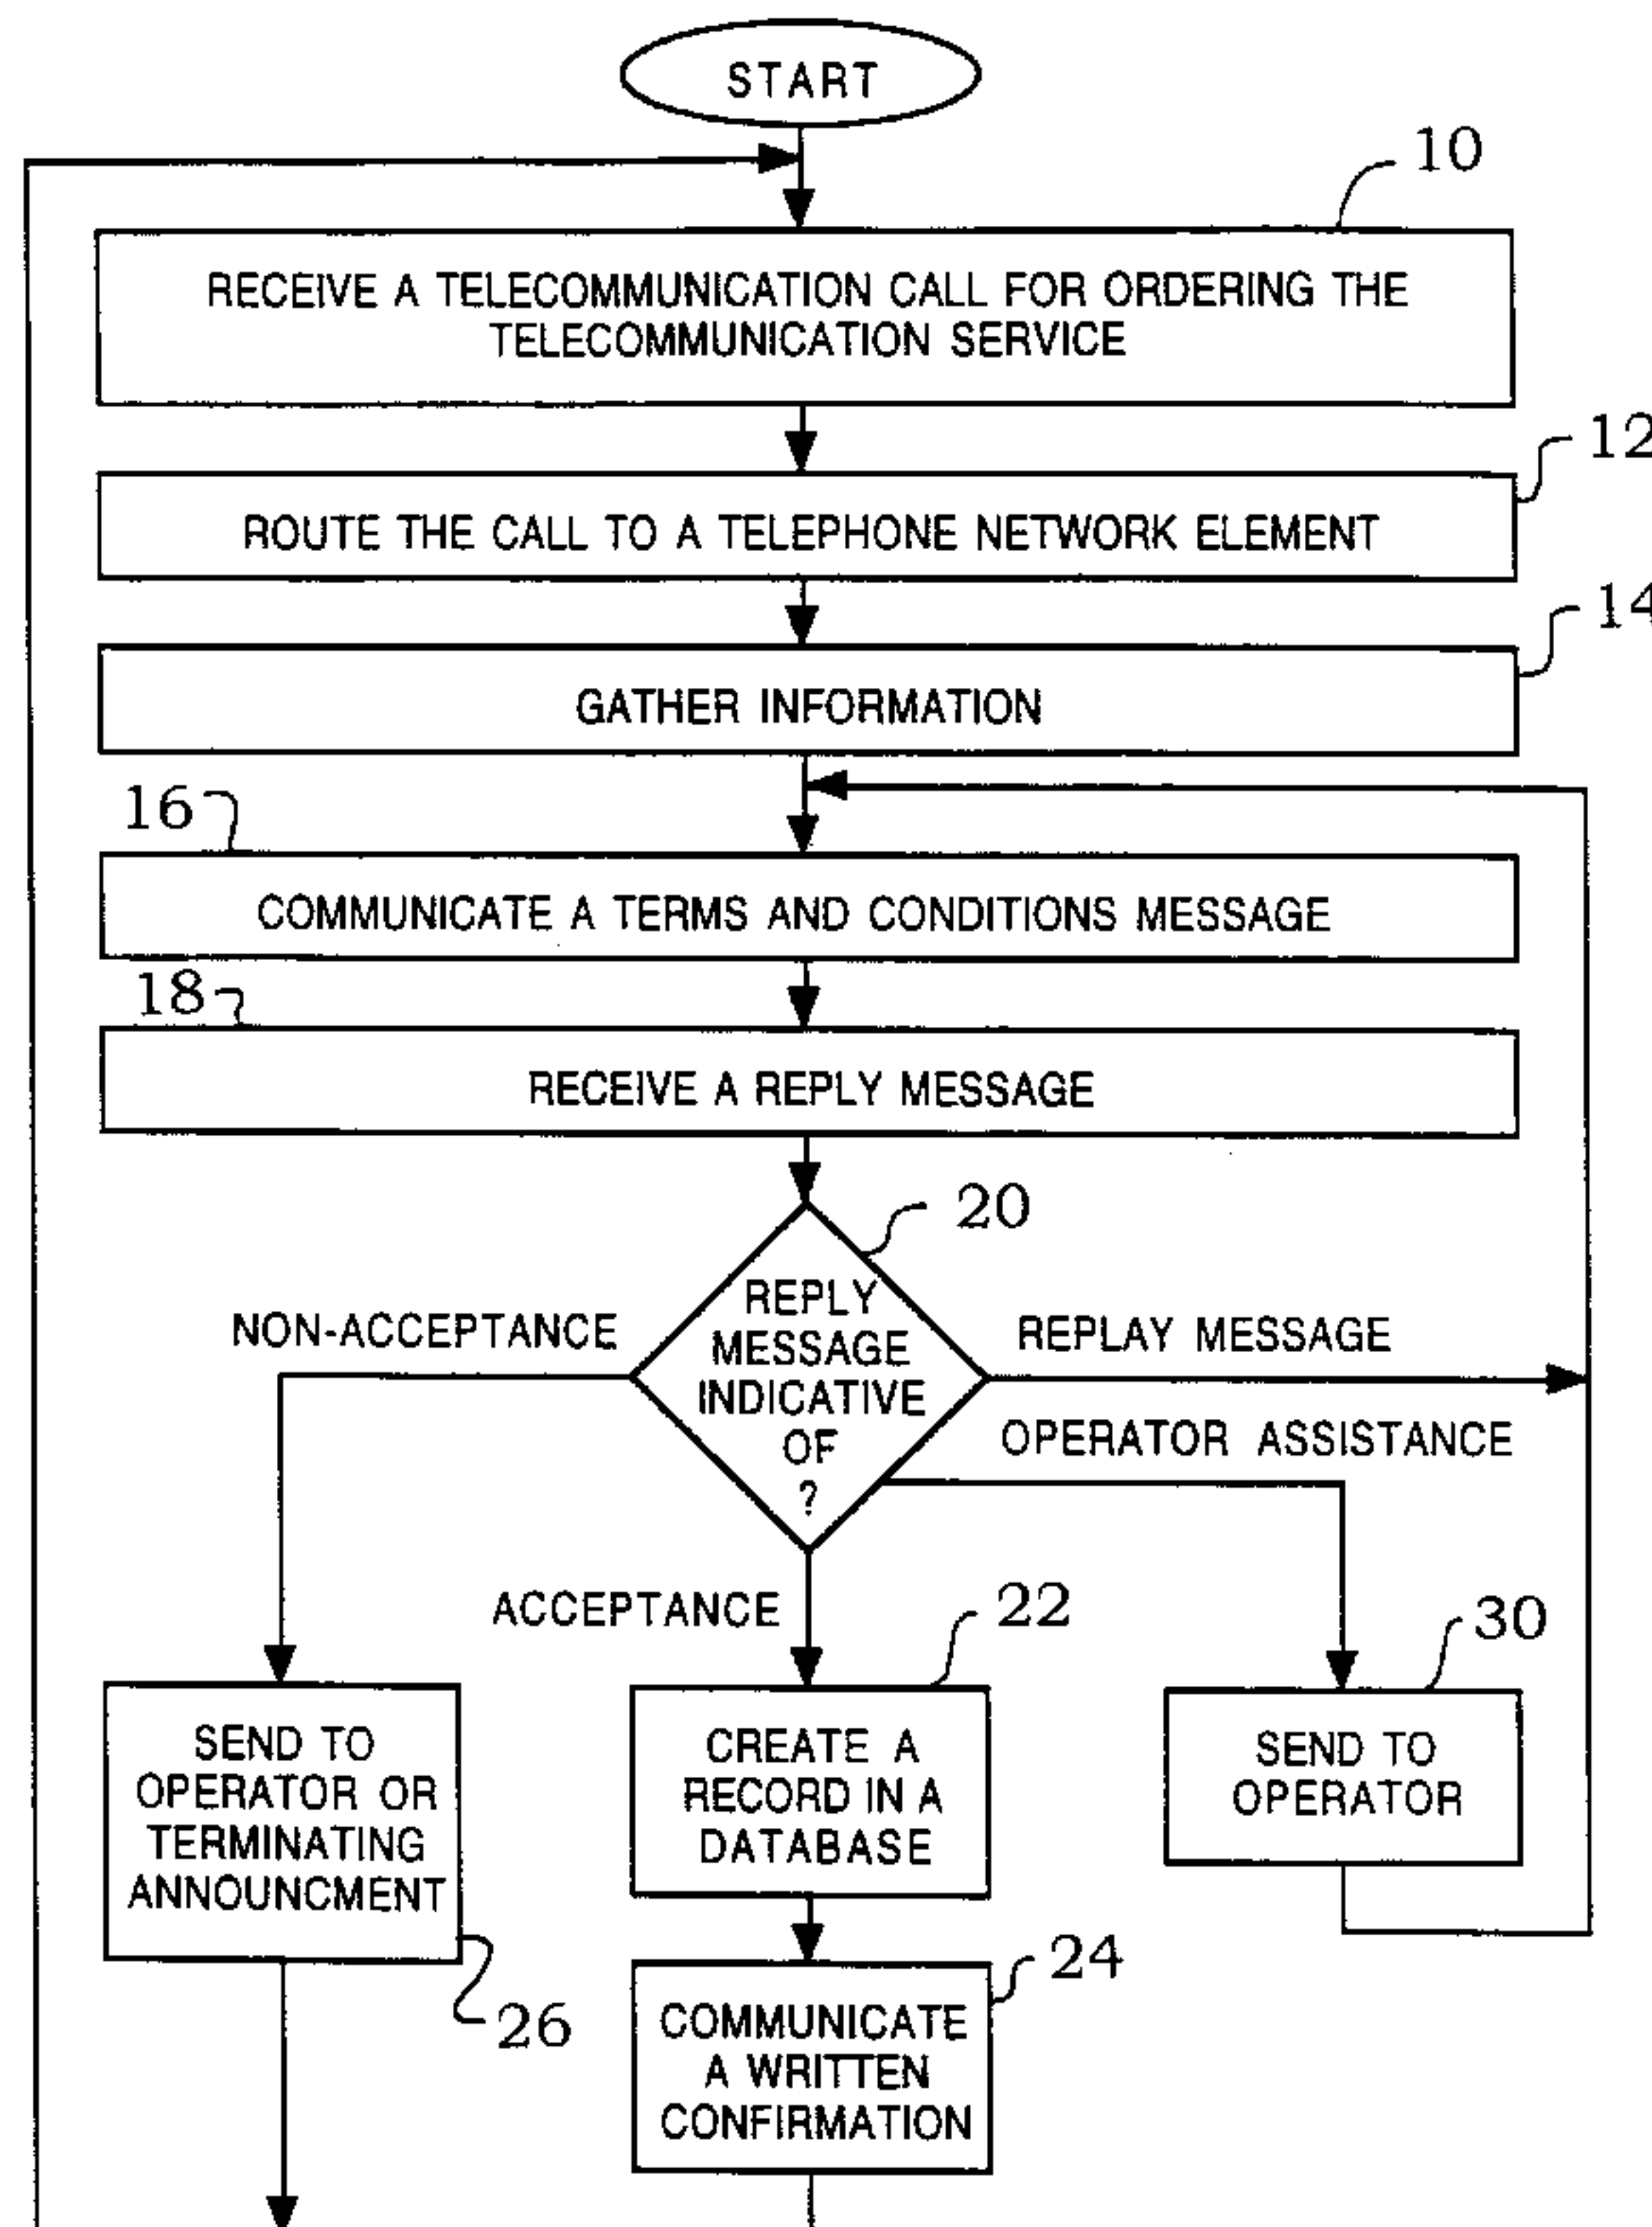 START
10
RECEIVE A TELECOMMUNICATION CALL FOR ORDERING THE
TELECOMMUNICATION SERVICE
12
ROUTE THE CALL TO A TELEPHONE NETWORK ELEMENT
14
GATHER INFORMATION
16
COMMUNICATE A TERMS AND CONDITIONS MESSAGE
18
RECEIVE A REPLY MESSAGE
20
REPLY
MESSAGE
INDICATIVE
OF
?
NON-ACCEPTANCE
REPLAY MESSAGE
OPERATOR ASSISTANCE
ACCEPTANCE
22
30
SEND TO
OPERATOR OR
TERMINATING
ANNOUNCMENT
26
CREATE A
RECORD IN A
DATABASE
SEND TO
OPERATOR
24
COMMUNICATE
A WRITTEN
CONFIRMATION